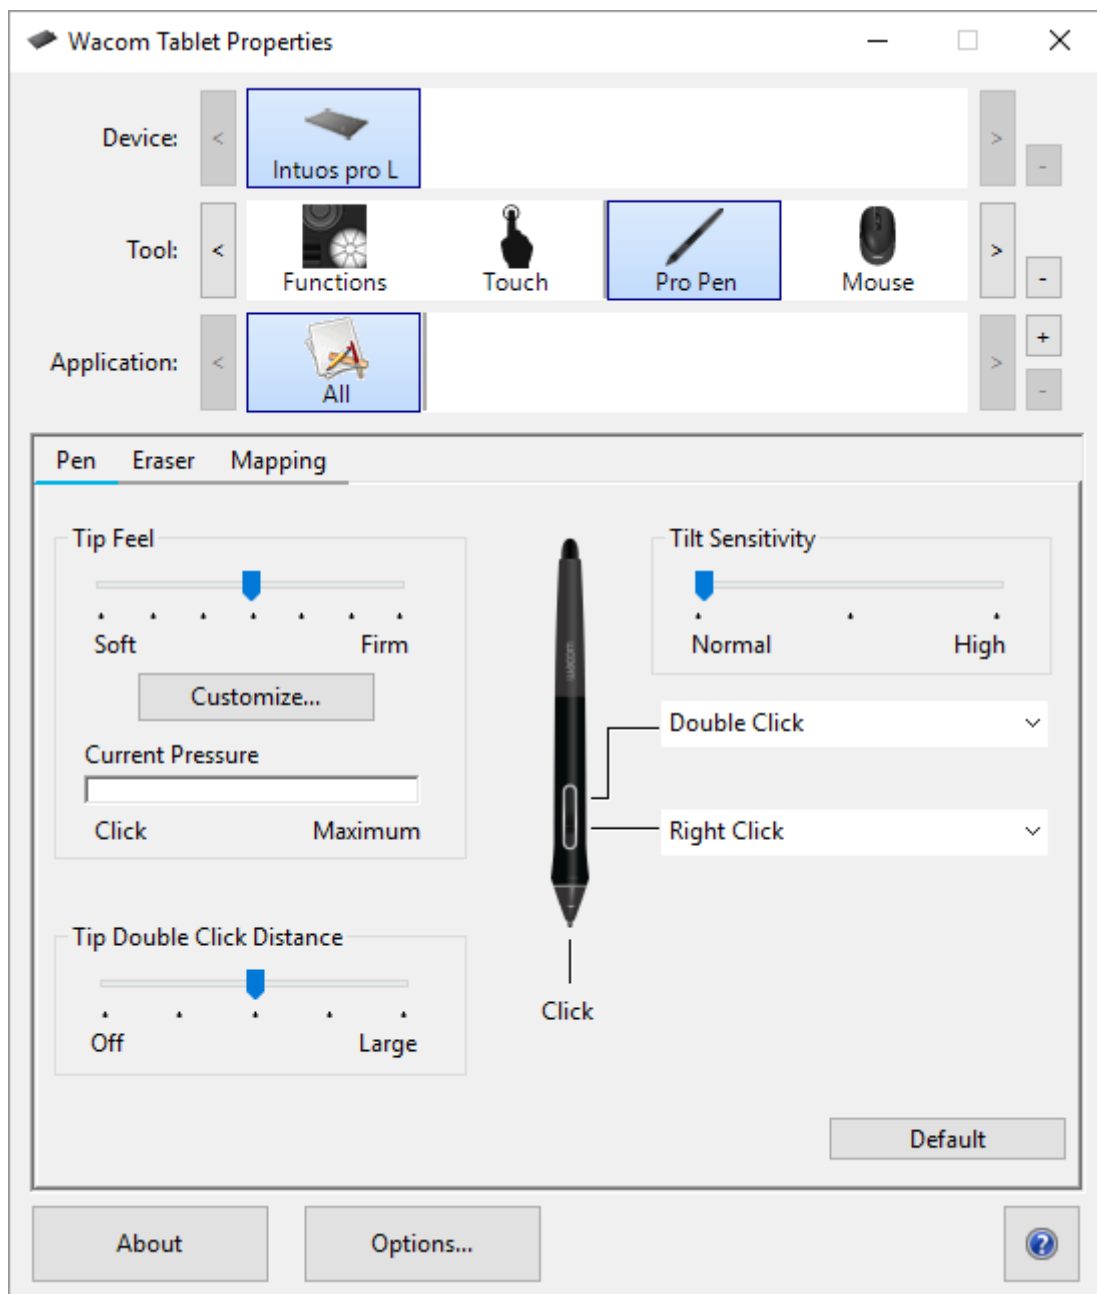 Wacom Tablet Properties
Device:
<
Intuos pro L
>
-
Tool:
<
Functions
Touch
Pro Pen
Mouse
>
-
Application:
<
All
>
+
-
Pen Eraser Mapping
Tip Feel
Soft Firm
Customize...
Current Pressure
Click Maximum
Tip Double Click Distance
Off Large
wacom
Click
Tilt Sensitivity
Normal High
Double Click
Right Click
Default
About
Options...
?